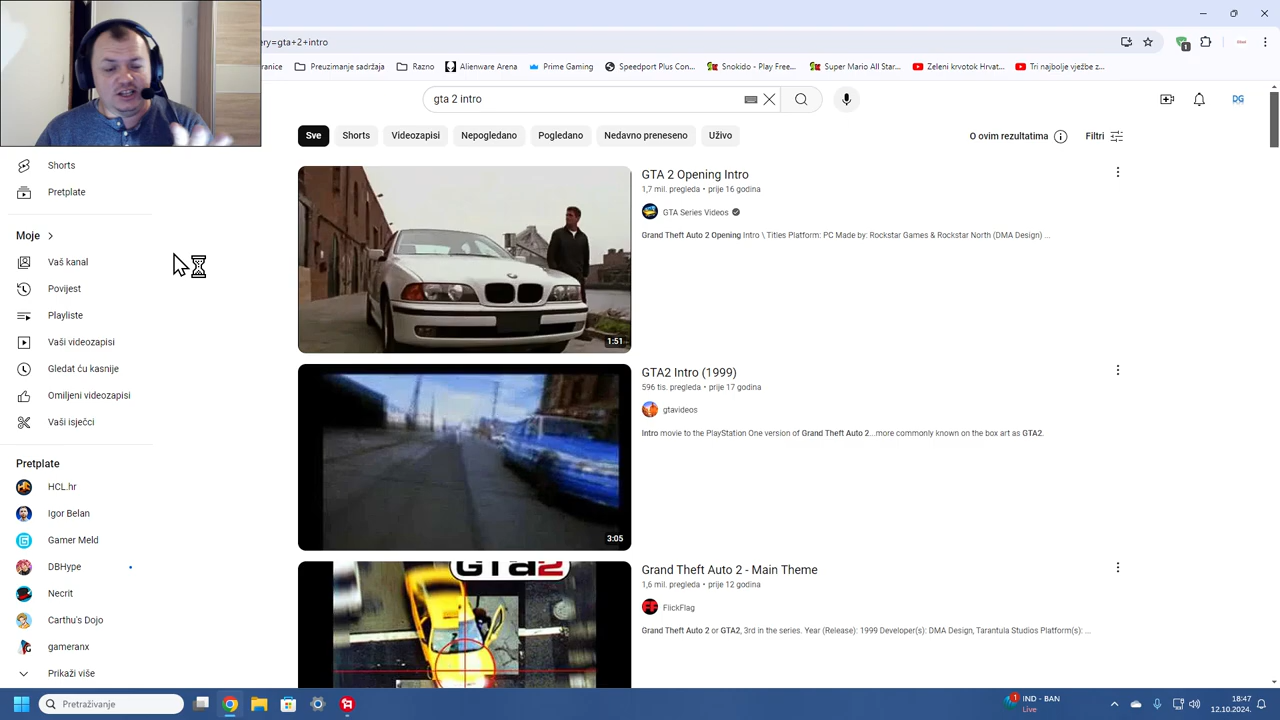 ery=gta+2+intro
ranice
Preuzimanje sadržaja
Razno
Alienware Arena
Prime Gaming
Speedport Plus Cur...
Snokido - Play Free...
Super Mario All Star...
Zeleni krvotok Hrvat...
Tri najbolje vježbe z...
gta 2 intro
DG
Sve
Shorts
Videozapisi
Nepogledano
Pogledano
Nedavno preneseno
Uživo
O ovim rezultatima
Filtri
Shorts
Pretplate
Moje
Vaš kanal
Povijest
Playliste
Vaši videozapisi
Gledat ću kasnije
Omiljeni videozapisi
Vaši isječci
Pretplate
HCL.hr
Igor Belan
Gamer Meld
DBHype
Necrit
Carthu's Dojo
gameranx
Prikaži više
1:51
GTA 2 Opening Intro
1,7 mil. pregleda • prije 16 godina
GTA Series Videos
Grand Theft Auto 2 Opening Intro \ Titles Platform: PC Made by: Rockstar Games & Rockstar North (DMA Design) ...
3:05
GTA2 Intro (1999)
596 tis. pregleda • prije 17 godina
gtavideos
Intro movie to the PlayStation One version of Grand Theft Auto 2...more commonly known on the box art as GTA2.
gta2
Grand Theft Auto 2 - Main Theme
1,6 mil. pregleda • prije 12 godina
FlickFlag
Grand Theft Auto 2 or GTA2, 3rd in the series. Year (Release): 1999 Developer(s): DMA Design, Tarantula Studios Platform(s): ...
Pretraživanje
1
IND - BAN
Live
18:47
12.10.2024.